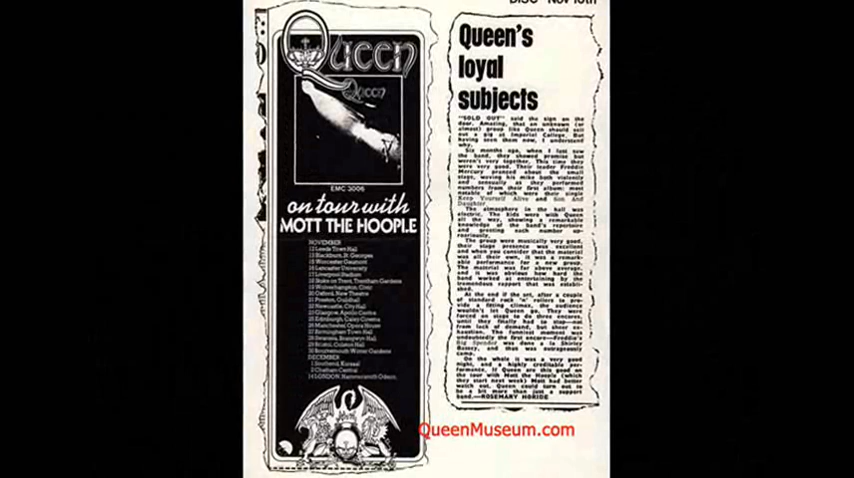 DISC Nov 10th
QUEEN
QUEEN
EMC 3006
on tour with
MOTT THE HOOPLE
NOVEMBER
12 Leeds Town Hall
13 Blackburn, St. Georges
15 Worcester Gaumont
16 Lancaster University
17 Liverpool Stadium
18 Stoke on Trent, Trentham Gardens
19 Wolverhampton, Civic
20 Oxford, New Theatre
21 Preston, Guildhall
22 Newcastle, City Hall
23 Glasgow, Apollo Centre
25 Edinburgh, Caley Cinema
26 Manchester Opera House
27 Birmingham Town Hall
28 Swansea, Brangwyn Hall
29 Bristol, Colston Hall
30 Bournemouth Winter Gardens
DECEMBER
1 Southend, Kursaal
2 Chatham Central
14 LONDON, Hammersmith Odeon.
Queen's
loyal
subjects
"SOLD OUT" said the sign on the
door. Amazing, that an unknown (or
almost) group like Queen should sell
out a gig at Imperial College. But
having seen them now, I understand
why.
Six months ago, when I last saw
the band, they showed promise but
weren't very together. This time they
were very good. Their leader Freddie
Mercury pranced about the small
stage, waving his mike both violently
and sensually as they performed
numbers from their first album: most
notable of which were their single
Keep Yourself Alive and Son And
Daughter.
The atmosphere in the hall was
electric. The kids were with Queen
all the way, showing a remarkable
knowledge of the band's repertoire
and greeting each number up-
roariously.
The group were musically very good,
their stage presence was excellent
and when you consider that the material
was all their own, it was a remark-
able performance for a new group.
The material was far above average,
and it was obvious how hard the
band worked at entertaining by the
tremendous rapport that was establi-
shed.
At the end of the set, after a couple
of standard rock 'n' rollers to pro-
vide a fitting climax, the audience
wouldn't let Queen go. They were
forced on stage to do three encores,
until they finally had to stop—not
from lack of demand, but sheer ex-
haustion. The funniest moment was
undoubtedly the first encore—Freddie's
Big Spender was done a la Shirley
Bassey, and that was outrageously
camp.
On the whole it was a very good
night, and a highly creditable perfor-
mance. If Queen are this good on
the tour with Mott the Hoople (which
they start next week) Mott had better
watch out. Queen could turn out to
be a bit more than just a support
band.—ROSEMARY HORIDE
QueenMuseum.com